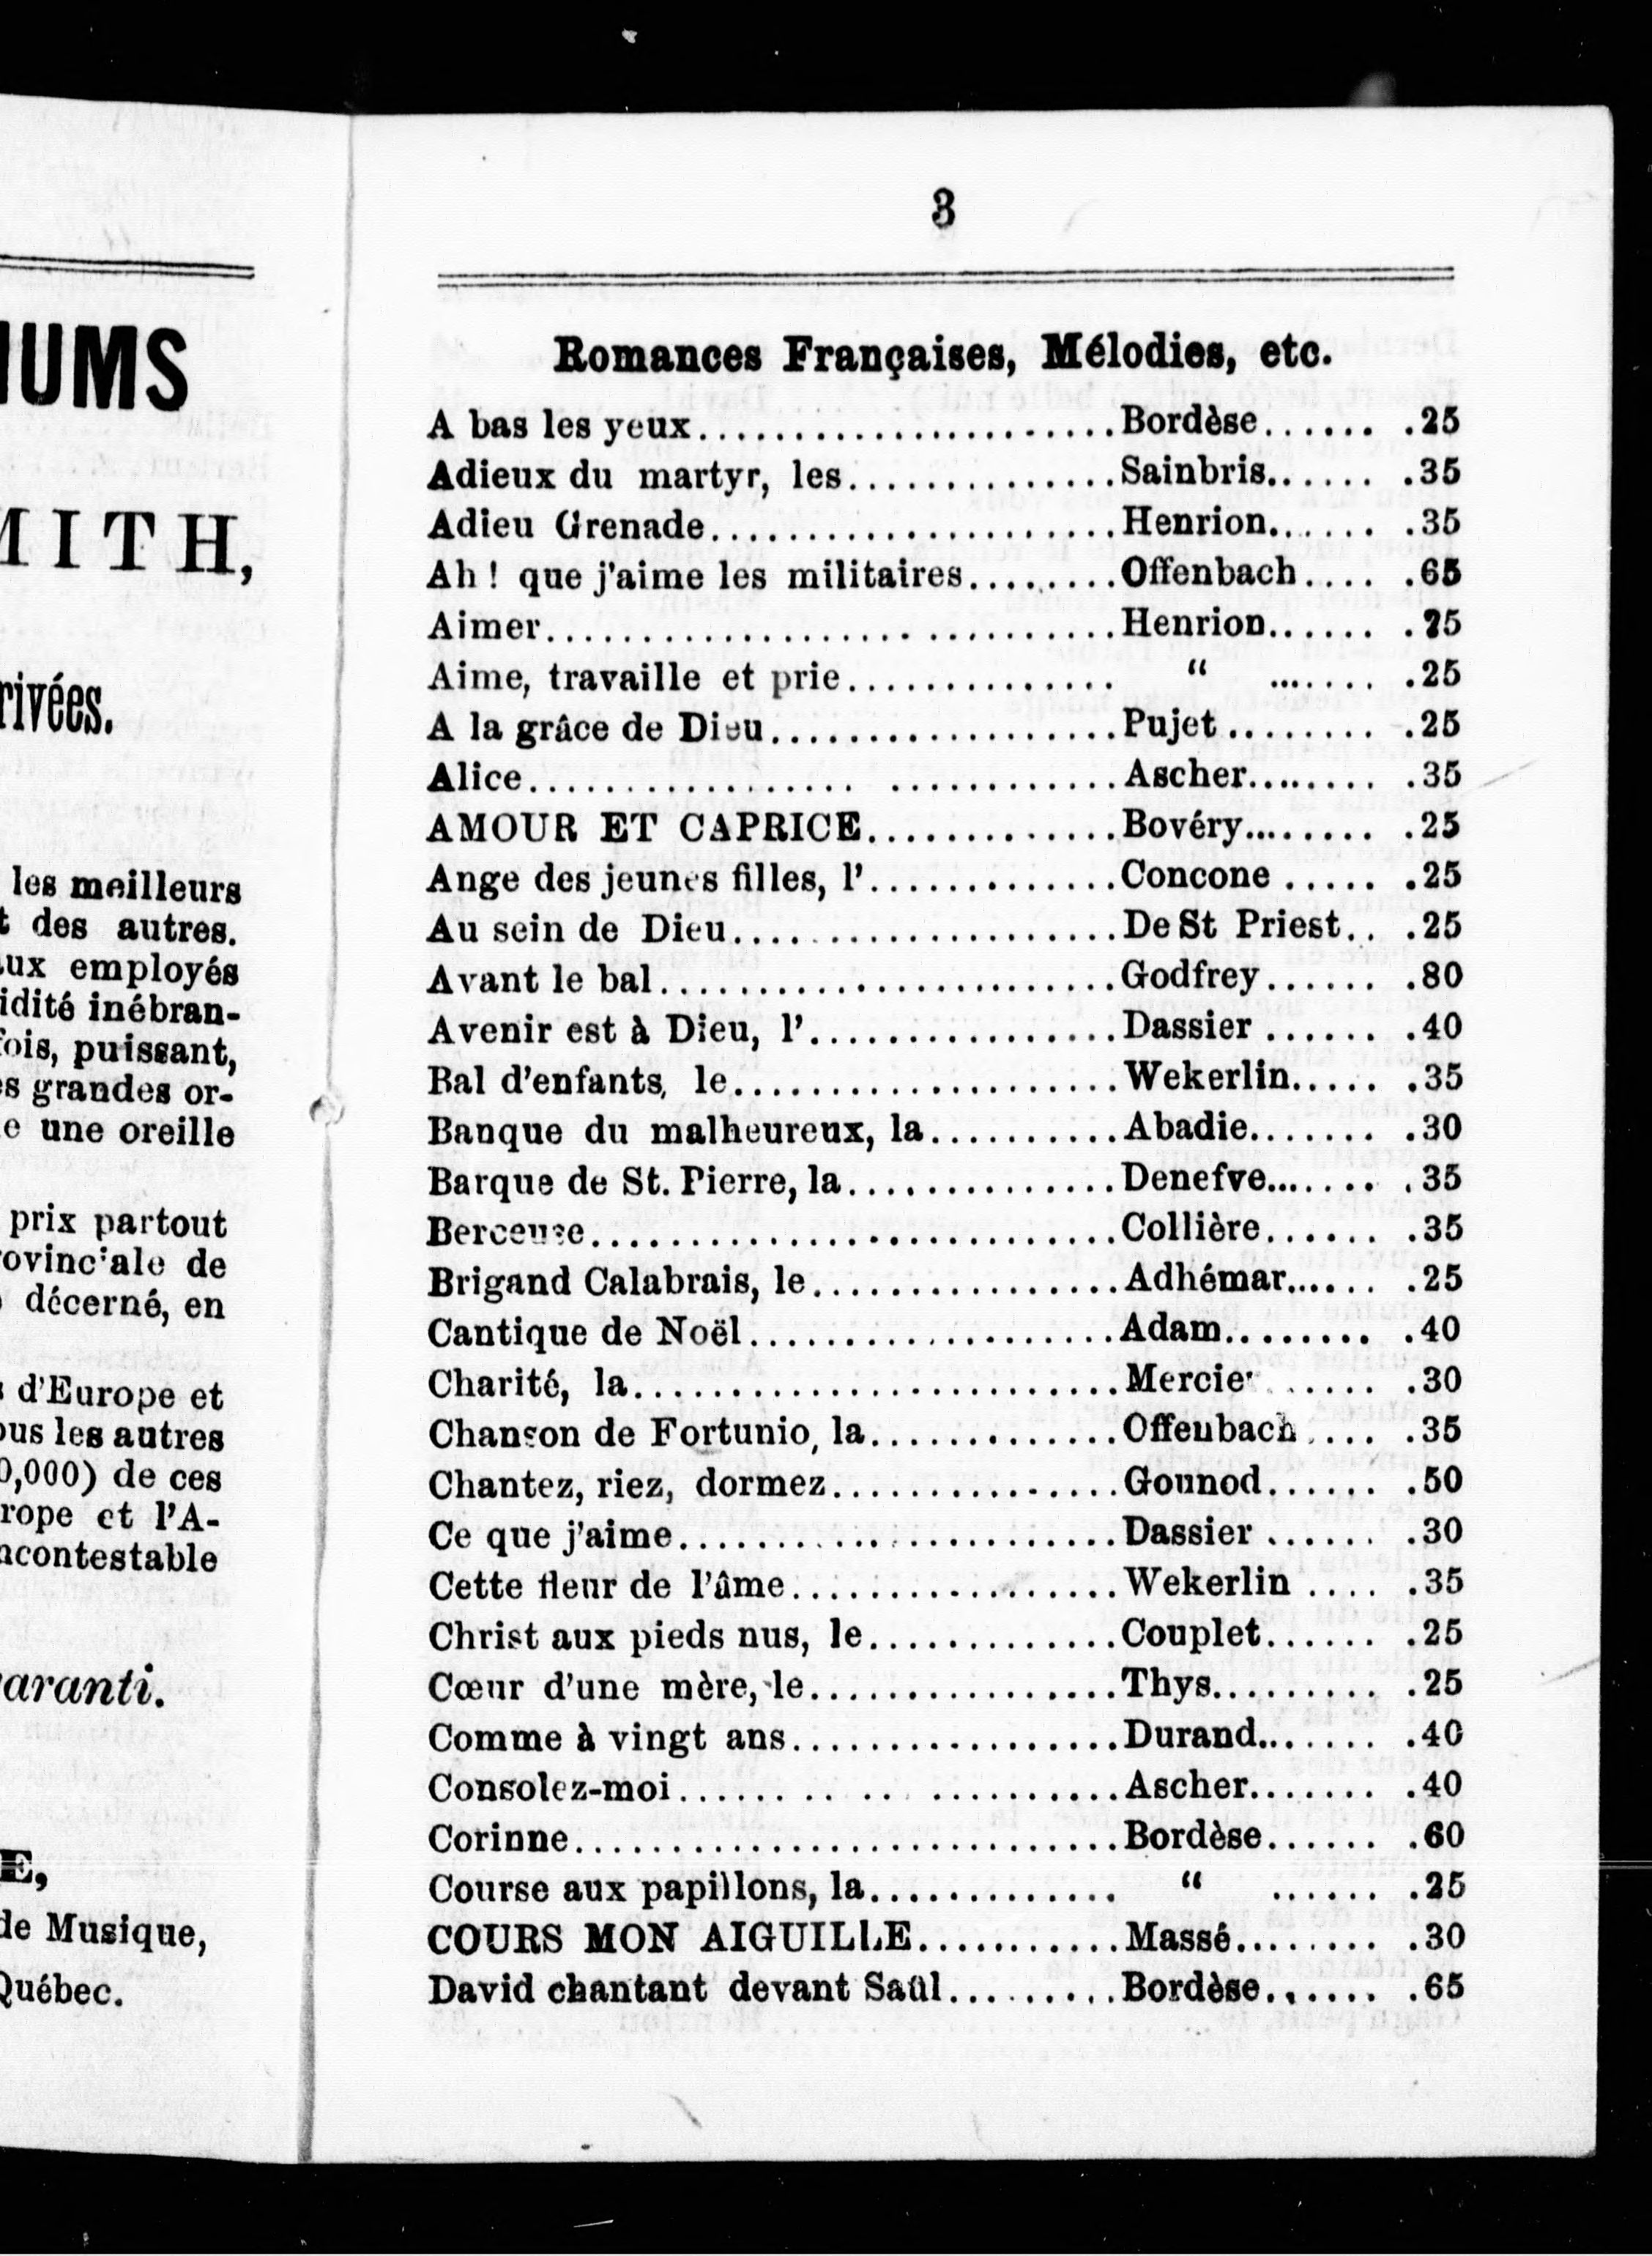 IUMS
MITH,
rivées.
les meilleurs
t des autres.
aux employés
idité inébran-
fois, puissant,
es grandes or-
e une oreille
prix partout
rovinciale de
décerné, en
d'Europe et
ous les autres
0,000) de ces
rope et l'A-
ncontestable
garanti.
E,
de Musique,
Québec.
3
Romances Françaises, Mélodies, etc.
A bas les yeux........................Bordèse...... .25
Adieux du martyr, les..............Sainbris...... .35
Adieu Grenade.....................Henrion...... .35
Ah ! que j'aime les militaires........Offenbach.... .65
Aimer..............................Henrion...... .25
Aime, travaille et prie.............. “ ....... .25
A la grâce de Dieu..................Pujet........ .25
Alice................. ............Ascher........ .35
AMOUR ET CAPRICE.............Bovéry........ .25
Ange des jeunes filles, l'.............Concone ..... .25
Au sein de Dieu....................De St Priest.. .25
Avant le bal........................Godfrey...... .80
Avenir est à Dieu, l'................Dassier ...... .40
Bal d'enfants, le....................Wekerlin..... .35
Banque du malheureux, la..........Abadie....... .30
Barque de St. Pierre, la..............Denefve....... .35
Berceuse...........................Collière...... .35
Brigand Calabrais, le................Adhémar...... .25
Cantique de Noël...................Adam........ .40
Charité, la.........................Mercier ...... .30
Chanson de Fortunio, la.............Offenbach.... .35
Chantez, riez, dormez...............Gounod...... .50
Ce que j'aime.......................Dassier ...... .30
Cette fleur de l'âme.................Wekerlin .... .35
Christ aux pieds nus, le.............Couplet...... .25
Cœur d'une mère, le................Thys......... .25
Comme à vingt ans.................Durand....... .40
Consolez-moi...... .. .. ..........Ascher....... .40
Corinne............................Bordèse...... .60
Course aux papillons, la............. “ ...... .25
COURS MON AIGUILLE...........Massé........ .30
David chantant devant Saül.........Bordèse...... .65